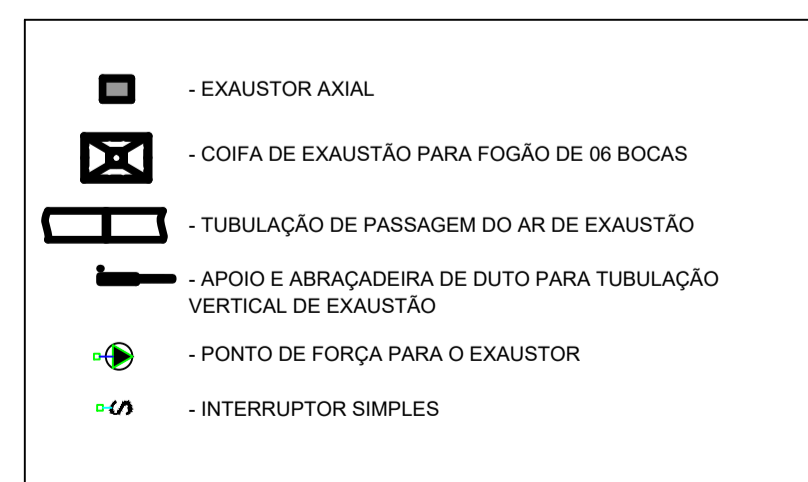 - EXAUSTOR AXIAL
- COIFA DE EXAUSTÃO PARA FOGÃO DE 06 BOCAS
- TUBULAÇÃO DE PASSAGEM DO AR DE EXAUSTÃO
- APOIO E ABRAÇADEIRA DE DUTO PARA TUBULAÇÃO
VERTICAL DE EXAUSTÃO
- PONTO DE FORÇA PARA O EXAUSTOR
- INTERRUPTOR SIMPLES